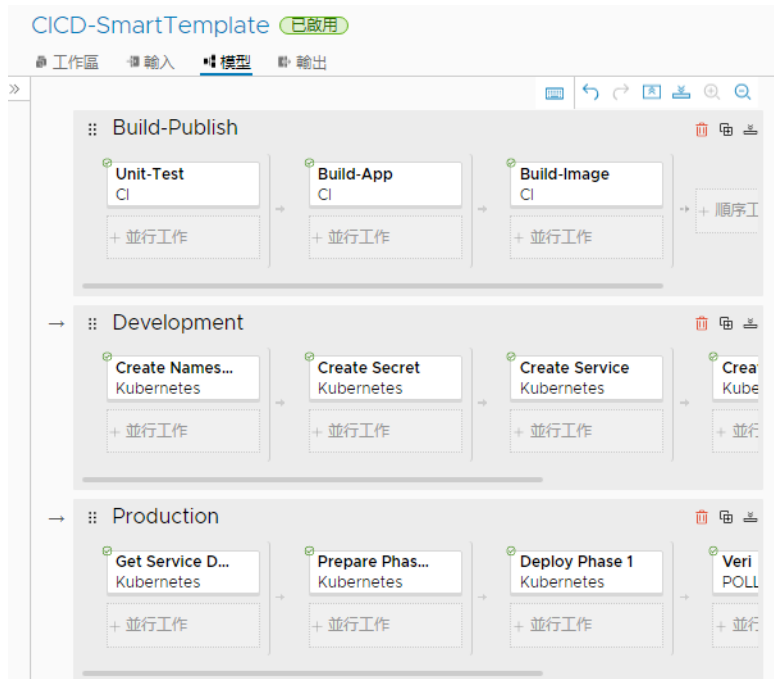 CICD-SmartTemplate 已啟用
工作區 輸入 模型 輸出
Build-Publish
Unit-Test Build-App Build-Image
CI CI CI
+ 順序工
+ 並行工作 + 並行工作 + 並行工作
Development
Create Names... Create Secret Create Service Crea
Kubernetes Kubernetes Kubernetes Kube
+ 並行工作 + 並行工作 + 並行工作 + 並行
Production
Get Service D... Prepare Phas... Deploy Phase 1 Veri
Kubernetes Kubernetes Kubernetes POLL
+ 並行工作 + 並行工作 + 並行工作 + 並行